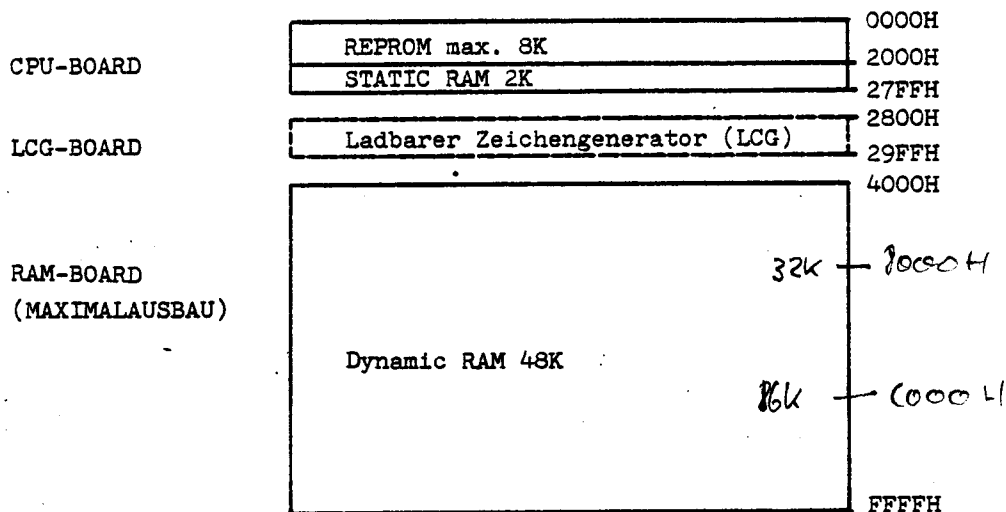 0000H
REPROM max. 8K
CPU-BOARD
2000H
STATIC RAM 2K
27FFH
2800H
LCG-BOARD
Ladbarer Zeichengenerator (LCG)
29FFH
4000H
RAM-BOARD
32K 8000H
(MAXIMALAUSBAU)
Dynamic RAM 48K
16K C000H
FFFFH